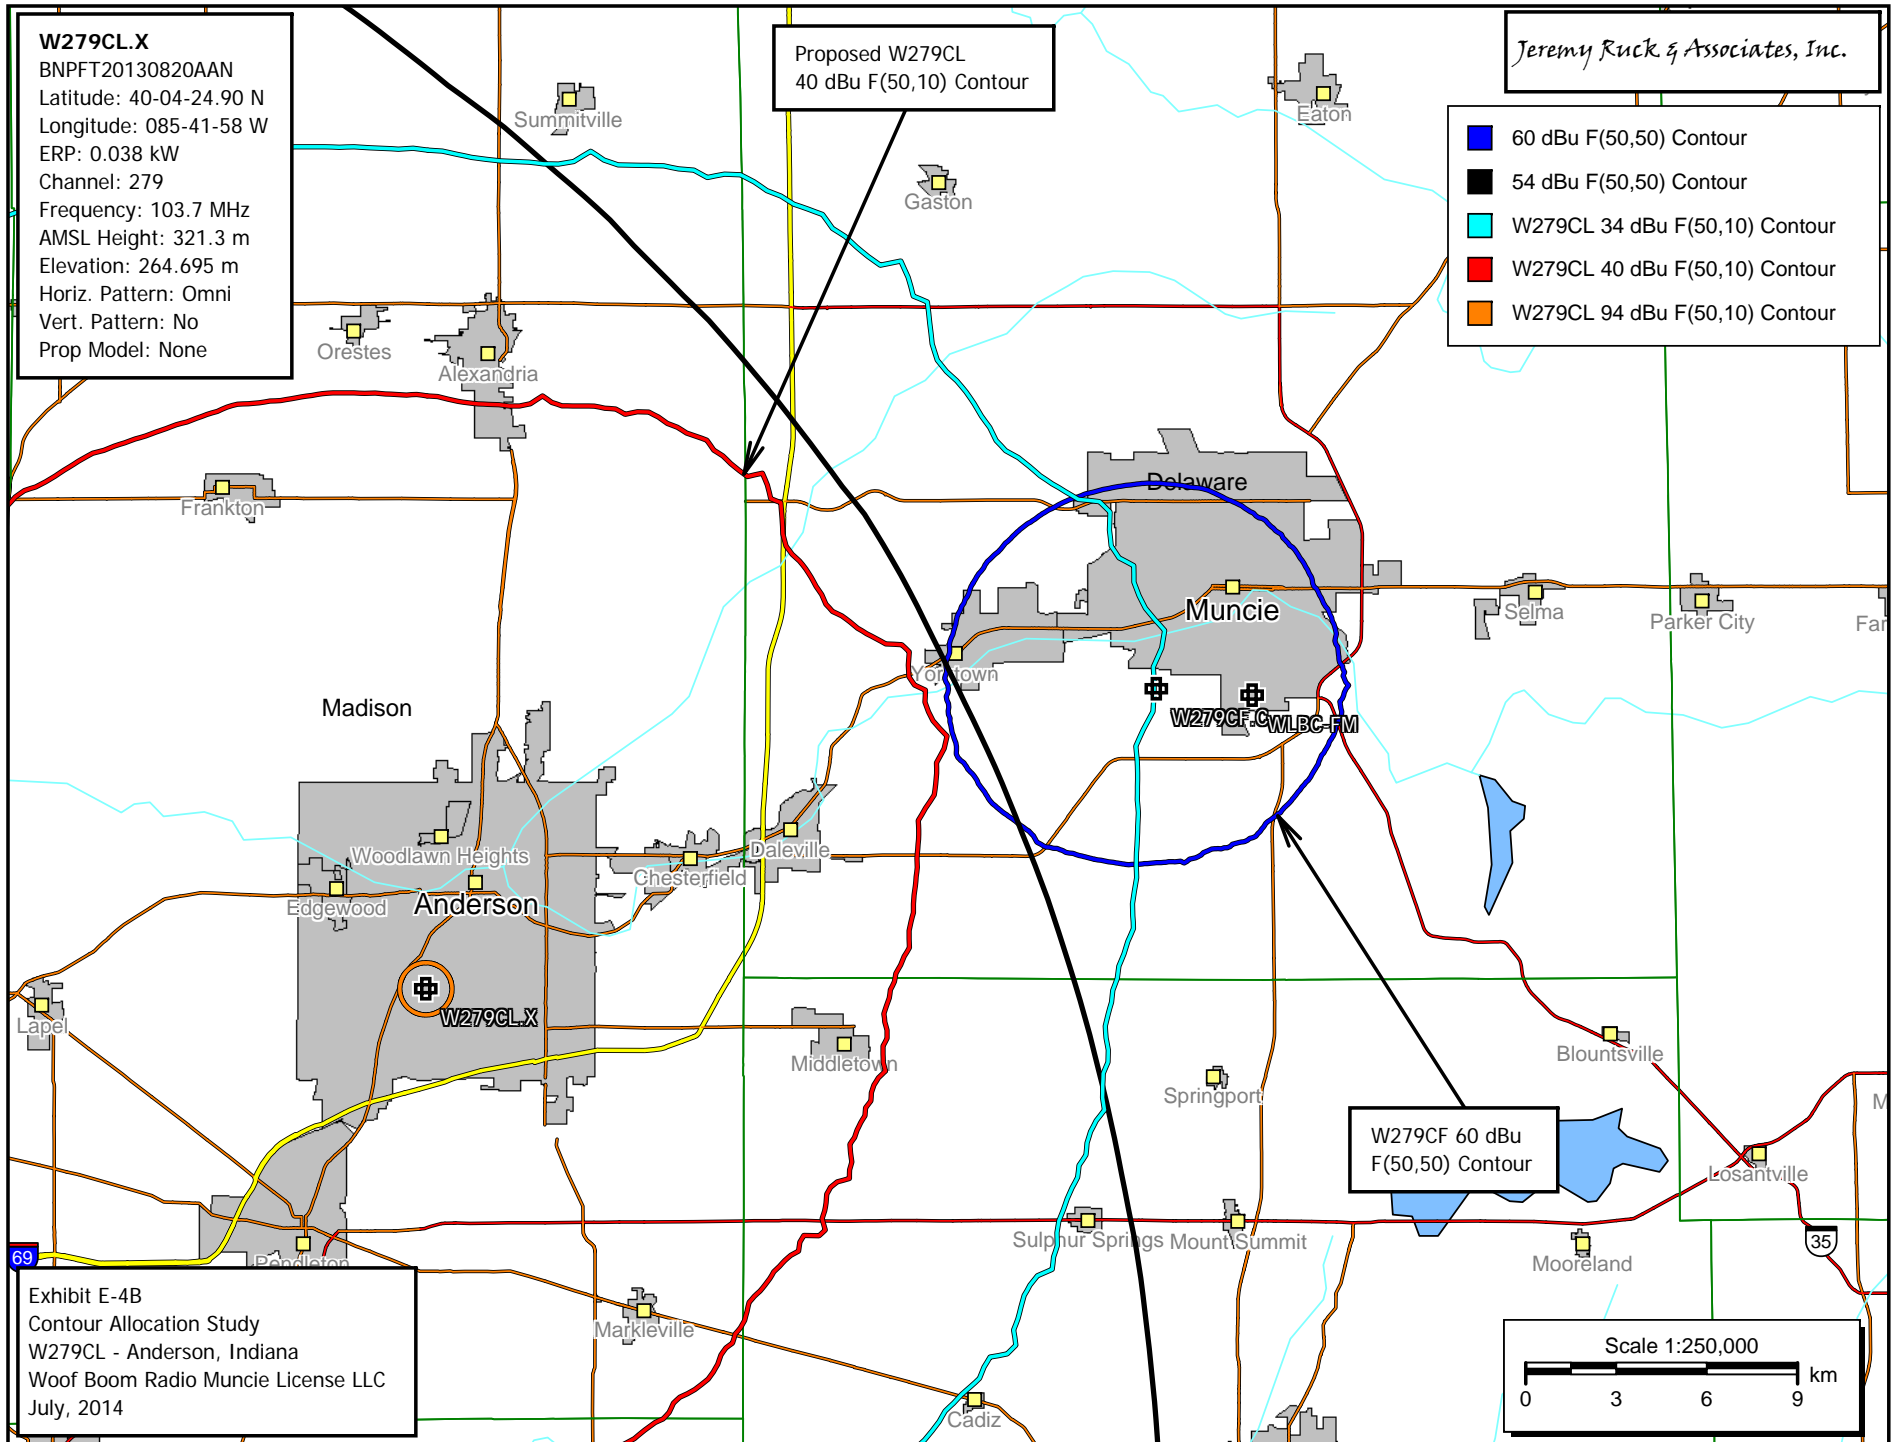 W279CL.X
BNPFT20130820AAN
Latitude: 40-04-24.90 N
Longitude: 085-41-58 W
ERP: 0.038 kW
Channel: 279
Frequency: 103.7 MHz
AMSL Height: 321.3 m
Elevation: 264.695 m
Horiz. Pattern: Omni
Vert. Pattern: No
Prop Model: None
Proposed W279CL
40 dBu F(50,10) Contour
Jeremy Ruck & Associates, Inc.
60 dBu F(50,50) Contour
54 dBu F(50,50) Contour
W279CL 34 dBu F(50,10) Contour
W279CL 40 dBu F(50,10) Contour
W279CL 94 dBu F(50,10) Contour
Summitville
Eaton
Gaston
Orestes
Alexandria
Frankton
Delaware
Muncie
Selma
Parker City
Far
Yorktown
Madison
W279CF.C
WLBC-FM
Woodlawn Heights
Daleville
Chesterfield
Edgewood
Anderson
Lapel
W279CL.X
Middletown
Blountsville
Springport
M
W279CF 60 dBu
F(50,50) Contour
Losantville
Sulphur Springs
Mount Summit
Mooreland
35
69
Pendleton
Markleville
Cadiz
Exhibit E-4B
Contour Allocation Study
W279CL - Anderson, Indiana
Woof Boom Radio Muncie License LLC
July, 2014
Scale 1:250,000
km
0 3 6 9